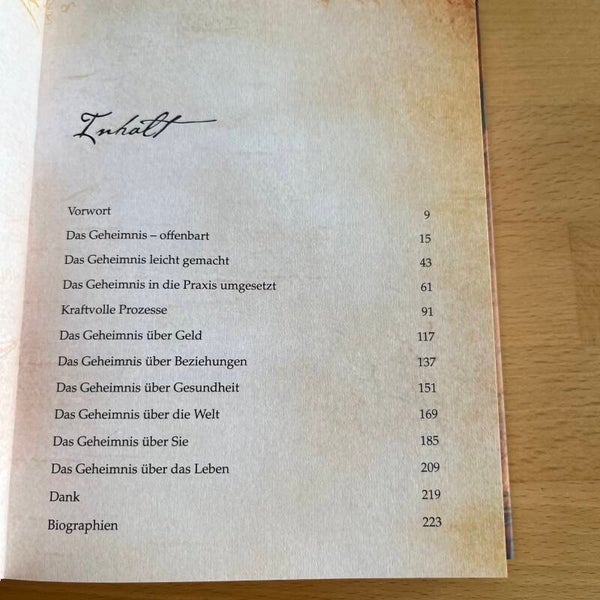 Inhalt
Vorwort 9
Das Geheimnis – offenbart 15
Das Geheimnis leicht gemacht 43
Das Geheimnis in die Praxis umgesetzt 61
Kraftvolle Prozesse 91
Das Geheimnis über Geld 117
Das Geheimnis über Beziehungen 137
Das Geheimnis über Gesundheit 151
Das Geheimnis über die Welt 169
Das Geheimnis über Sie 185
Das Geheimnis über das Leben 209
Dank 219
Biographien 223